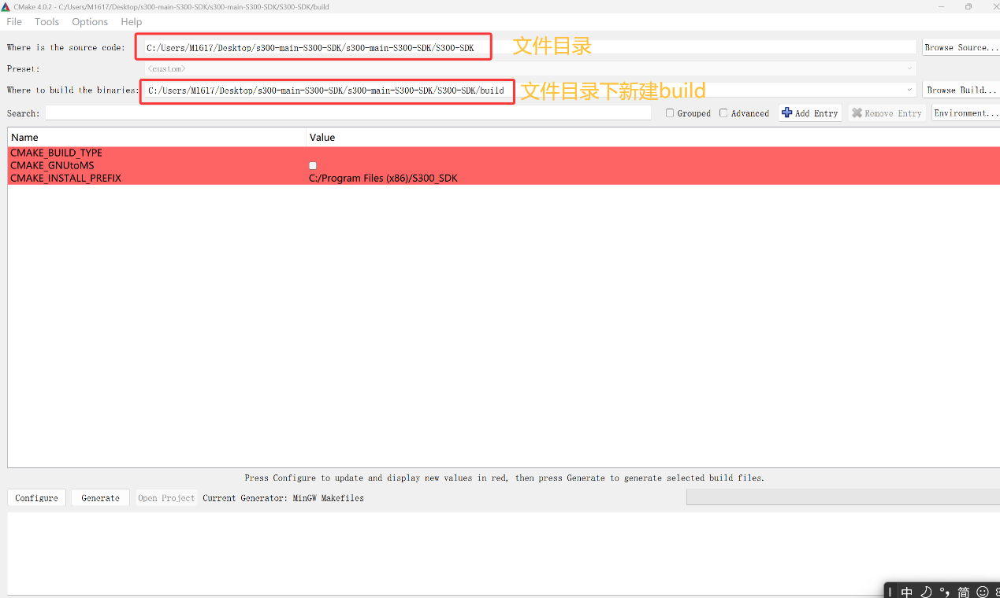 CMake 4.0.2 - C:/Users/M1617/Desktop/s300-main-S300-SDK/s300-main-S300-SDK/S300-SDK/build
File Tools Options Help
is the source code: C:/Users/M1617/Desktop/s300-main-S300-SDK/s300-main-S300-SDK/S300-SDK 文件目录 Browse Source...
Preset: <custom>
Where to build the binaries: C:/Users/M1617/Desktop/s300-main-S300-SDK/s300-main-S300-SDK/S300-SDK/build 文件目录下新建build Browse Build...
Search: Grouped Advanced Add Entry Remove Entry Environment...
Name Value
CMAKE_BUILD_TYPE
CMAKE_GNUtoMS
CMAKE_INSTALL_PREFIX C:/Program Files (x86)/S300_SDK
Press Configure to update and display new values in red, then press Generate to generate selected build files.
Configure Generate Open Project Current Generator: MinGW Makefiles
中 简